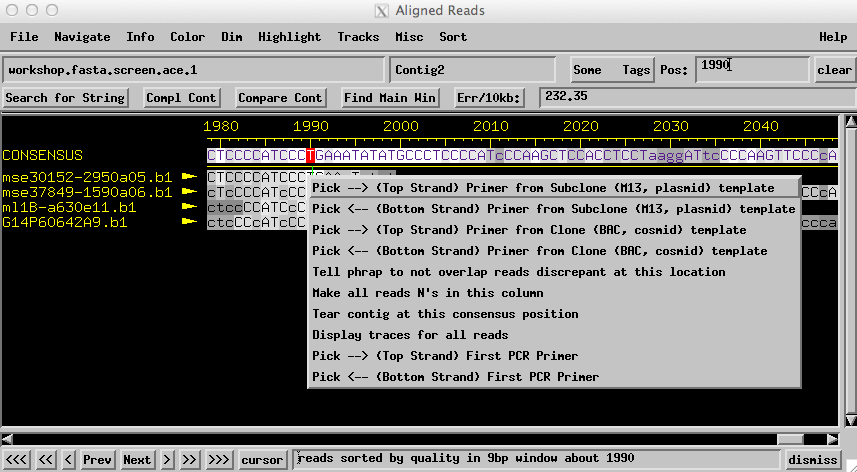 Aligned Reads
File Navigate Info Color Dim Highlight Tracks Misc Sort Help
workshop.fasta.screen.ace.1 Contig2 Some Tags Pos: 1990 clear
Search for String Compl Cont Compare Cont Find Main Win Err/10kb: 232.35
1980 1990 2000 2010 2020 2030 2040
CONSENSUS CTCCCCATCCCTGAAATATATGCCCTCCCCATcCCAAGCTCCACCTCCTaaggATtcCCCAAGTTCCCcA
mse30152-2950a05.b1 CTCCCCATCCCT
mse37849-1590a06.b1 cTcCCCATcCC CcA
ml1B-a630e11.b1 ctccCCATCCC
G14P60642A9.b1 ctcCCCATcCC cca
Pick --> (Top Strand) Primer from Subclone (M13, plasmid) template
Pick <-- (Bottom Strand) Primer from Subclone (M13, plasmid) template
Pick --> (Top Strand) Primer from Clone (BAC, cosmid) template
Pick <-- (Bottom Strand) Primer from Clone (BAC, cosmid) template
Tell phrap to not overlap reads discrepant at this location
Make all reads N's in this column
Tear contig at this consensus position
Display traces for all reads
Pick --> (Top Strand) First PCR Primer
Pick <-- (Bottom Strand) First PCR Primer
<<< << < Prev Next > >> >>> cursor reads sorted by quality in 9bp window about 1990 dismiss